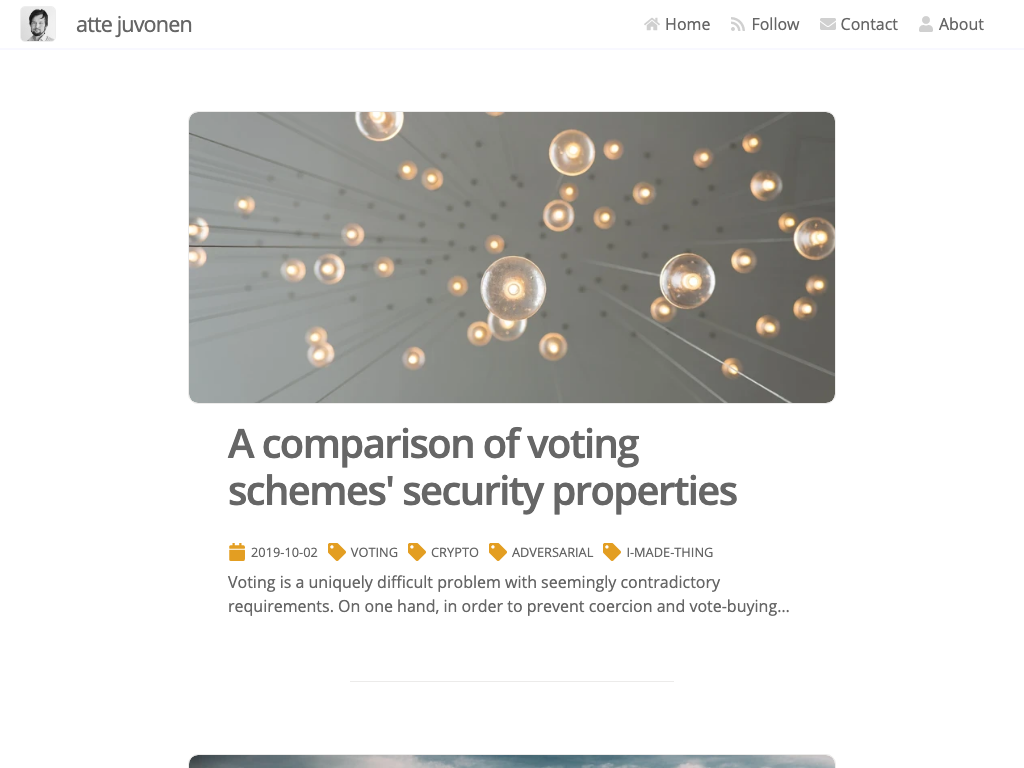 atte juvonen
Home Follow Contact About
A comparison of voting
schemes' security properties
2019-10-02 VOTING CRYPTO ADVERSARIAL I-MADE-THING
Voting is a uniquely difficult problem with seemingly contradictory
requirements. On one hand, in order to prevent coercion and vote-buying...